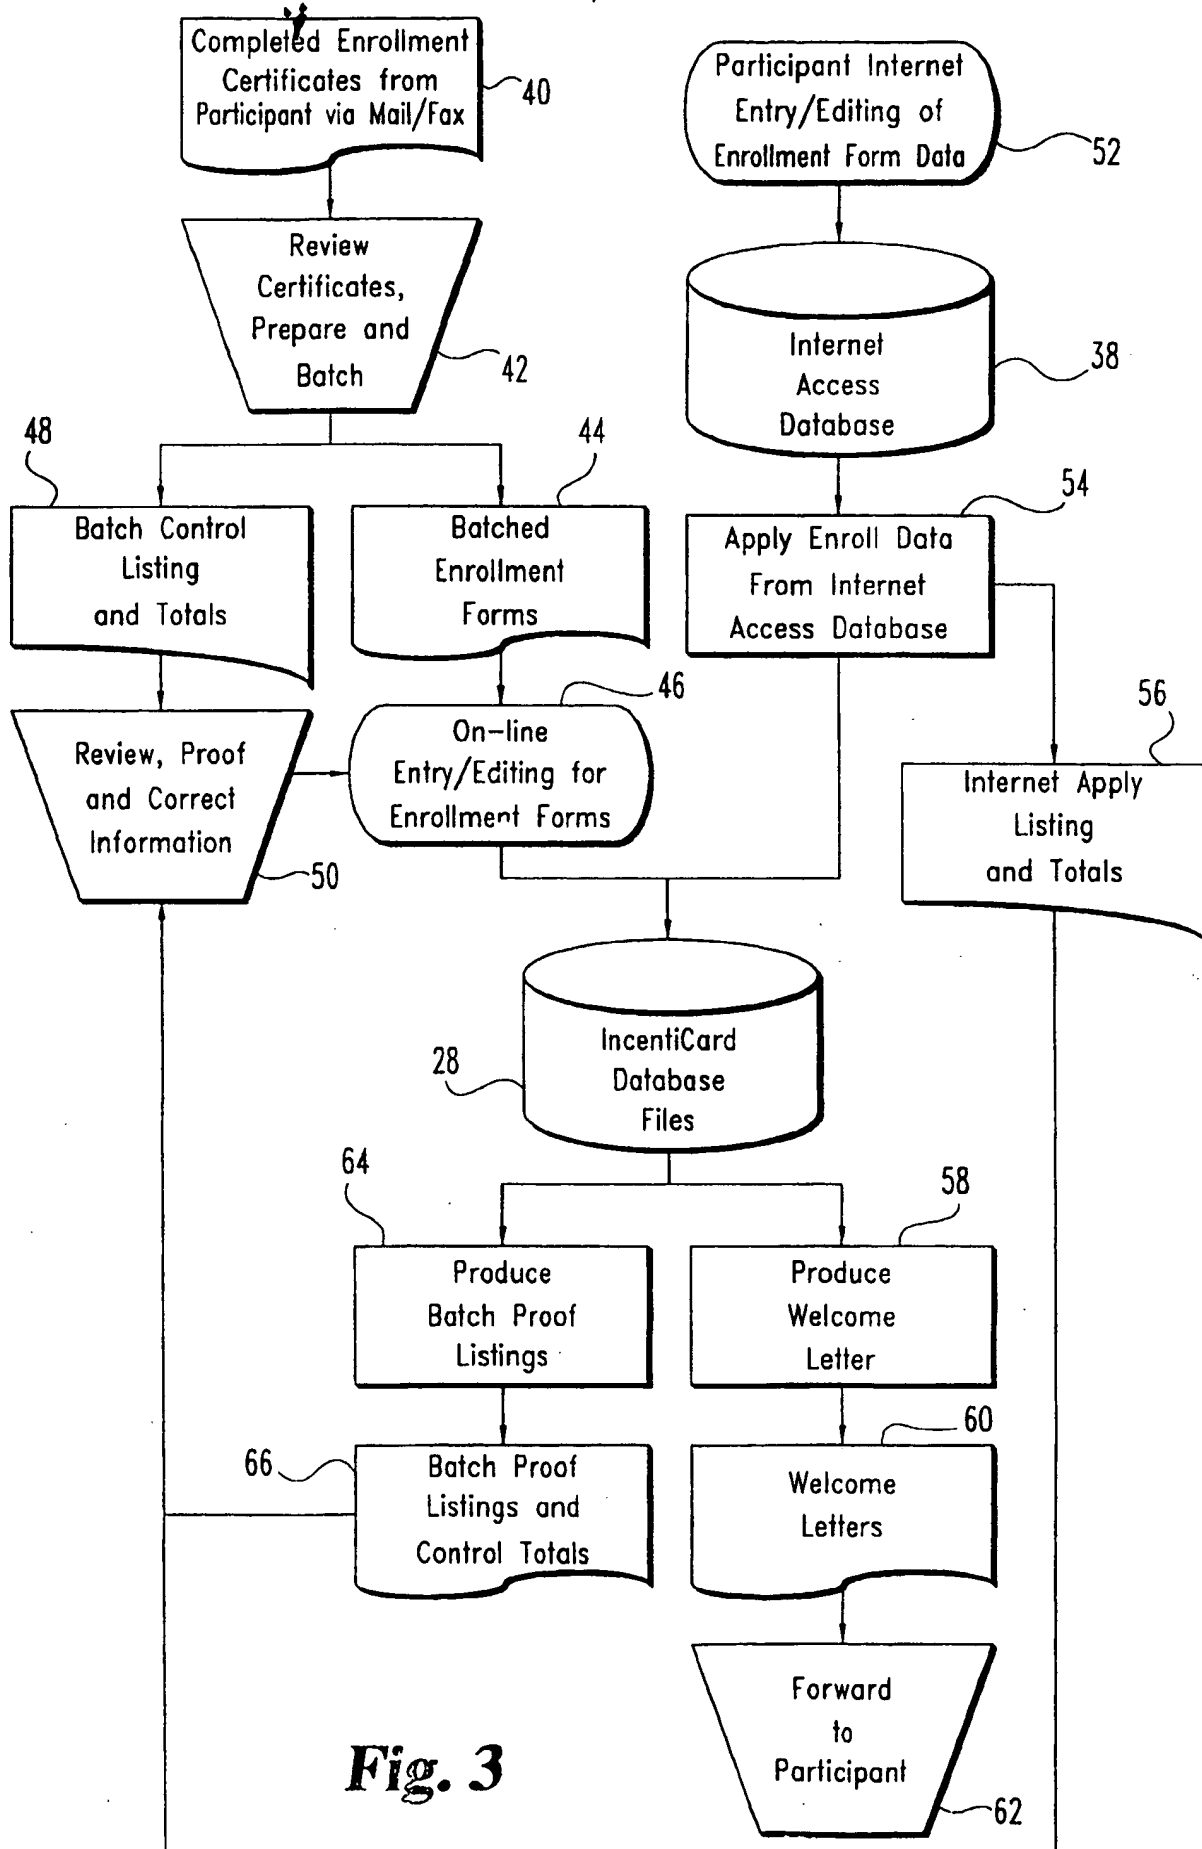 Completed Enrollment
Certificates from
Participant via Mail/Fax
40
Participant Internet
Entry/Editing of
Enrollment Form Data
52
Review
Certificates,
Prepare and
Batch
42
Internet
Access
Database
38
48
Batch Control
Listing
and Totals
44
Batched
Enrollment
Forms
54
Apply Enroll Data
From Internet
Access Database
Review, Proof
and Correct
Information
50
46
On-line
Entry/Editing for
Enrollment Forms
56
Internet Apply
Listing
and Totals
28
IncentiCard
Database
Files
64
Produce
Batch Proof
Listings
58
Produce
Welcome
Letter
66
Batch Proof
Listings and
Control Totals
60
Welcome
Letters
Forward
to
Participant
62
Fig. 3